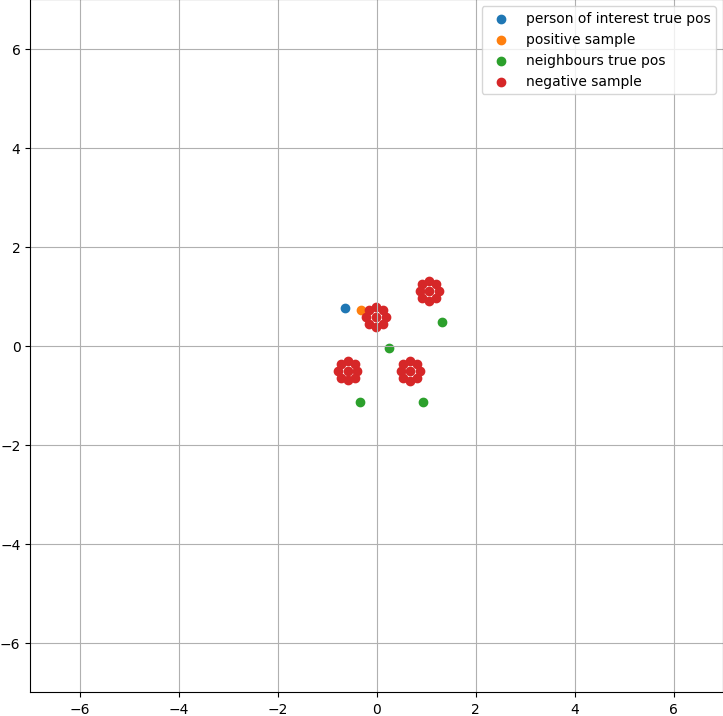 person of interest true pos
positive sample
neighbours true pos
negative sample
6
4
2
0
−2
−4
−6
−6 −4 −2 0 2 4 6